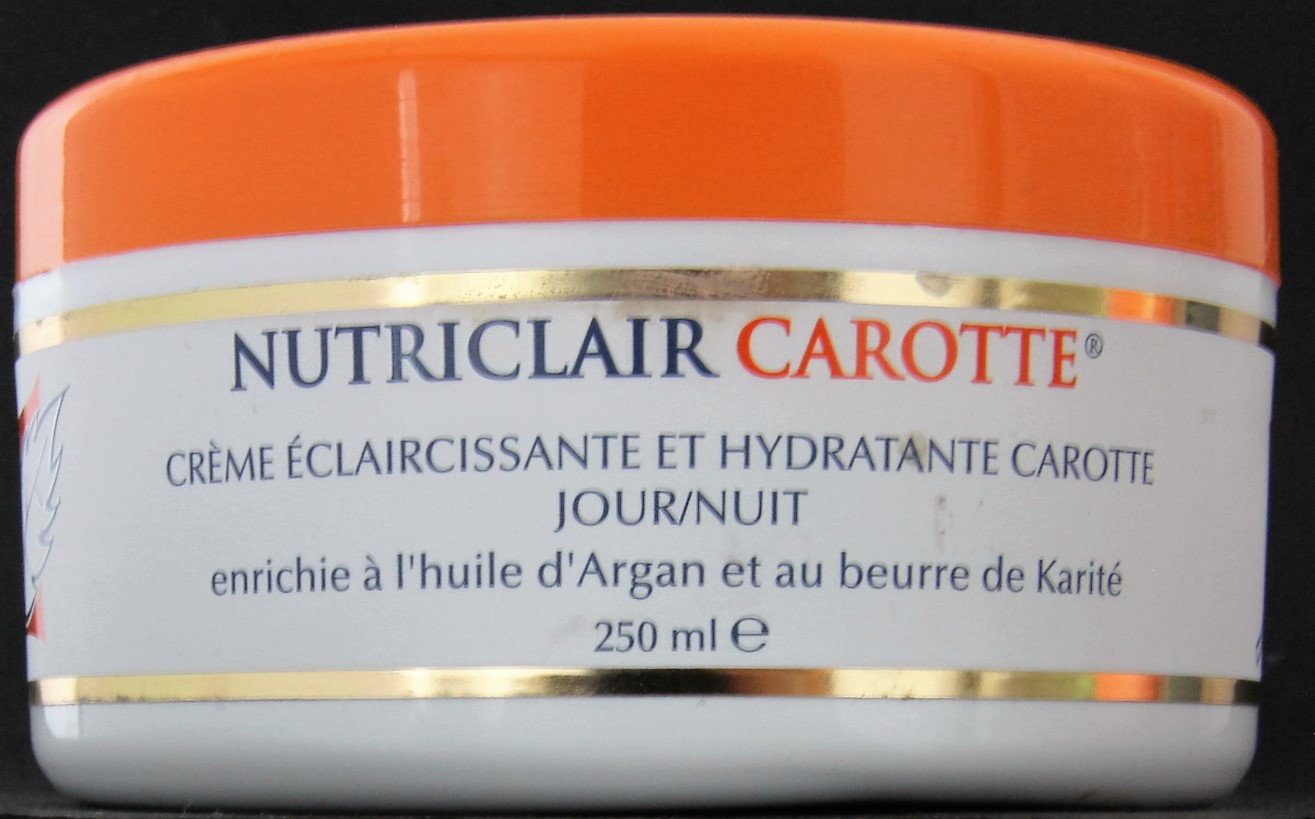 NUTRICLAIR CAROTTE®
CRÈME ÉCLAIRCISSANTE ET HYDRATANTE CAROTTE
JOUR/NUIT
enrichie à l'huile d'Argan et au beurre de Karité
250 ml ℮